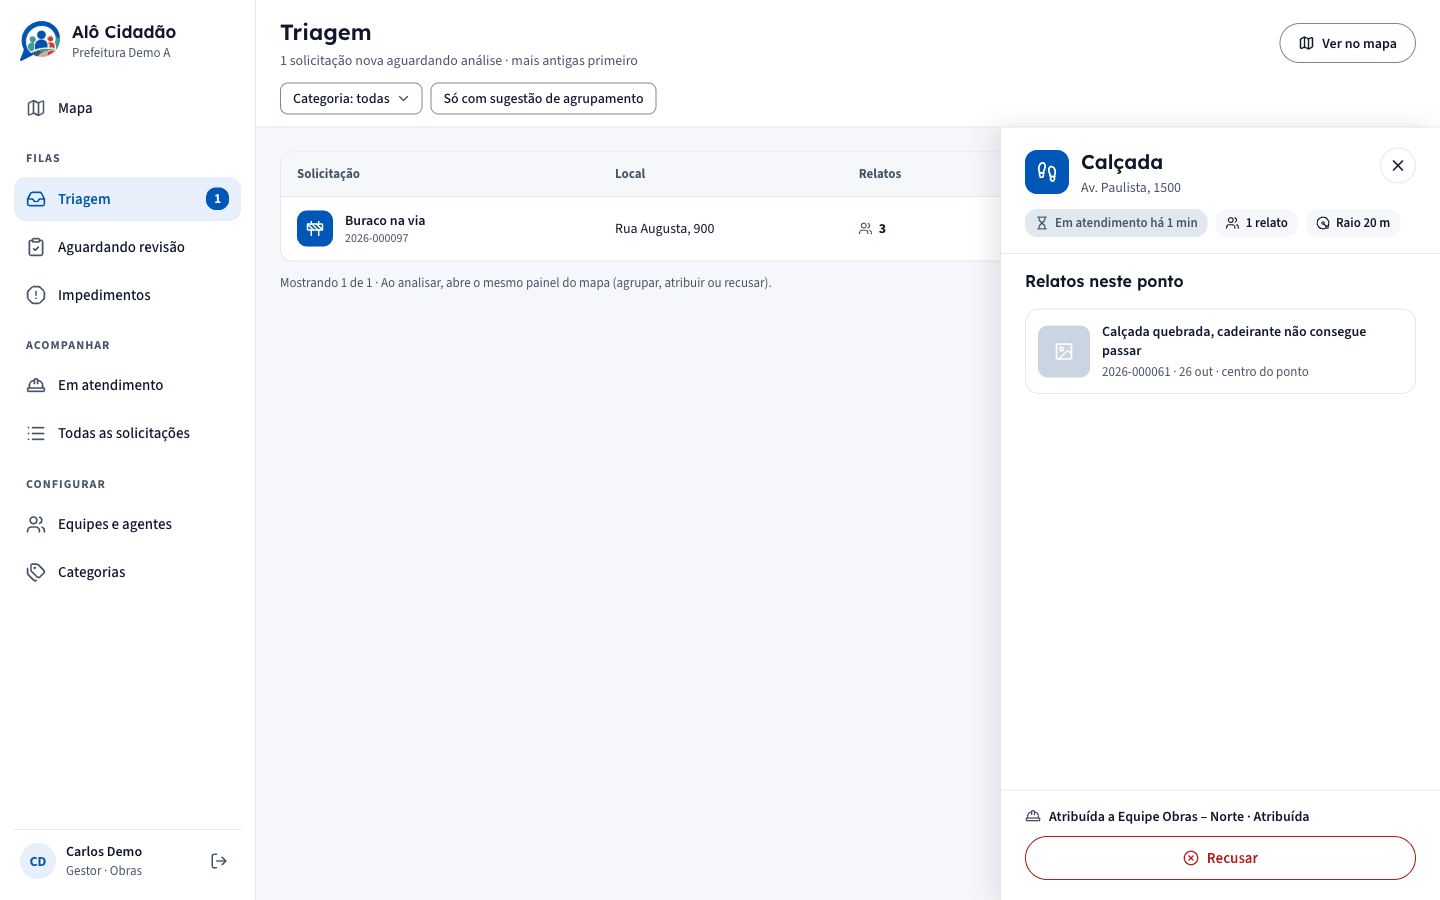 Alô Cidadão
Prefeitura Demo A
Mapa
FILAS
Triagem
1
Aguardando revisão
Impedimentos
ACOMPANHAR
Em atendimento
Todas as solicitações
CONFIGURAR
Equipes e agentes
Categorias
CD
Carlos Demo
Gestor · Obras
Triagem
1 solicitação nova aguardando análise · mais antigas primeiro
Ver no mapa
Categoria: todas
Só com sugestão de agrupamento
Solicitação
Local
Relatos
Buraco na via
2026-000097
Rua Augusta, 900
3
Mostrando 1 de 1 · Ao analisar, abre o mesmo painel do mapa (agrupar, atribuir ou recusar).
Calçada
Av. Paulista, 1500
Em atendimento há 1 min
1 relato
Raio 20 m
Relatos neste ponto
Calçada quebrada, cadeirante não consegue
passar
2026-000061 · 26 out · centro do ponto
Atribuída a Equipe Obras – Norte · Atribuída
Recusar